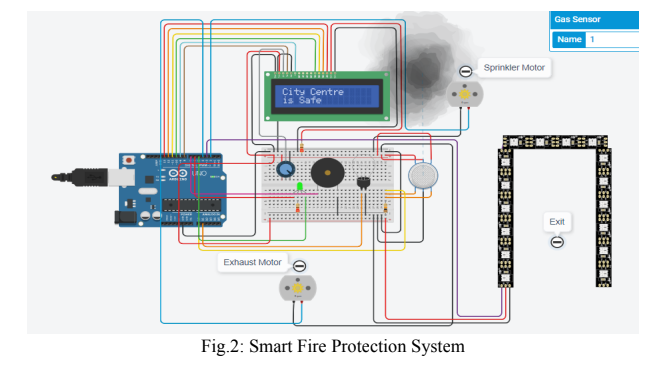 Gas Sensor
Name 1
Sprinkler Motor
City Centre
is Safe
UNO
Exit
Exhaust Motor
Fig.2: Smart Fire Protection System